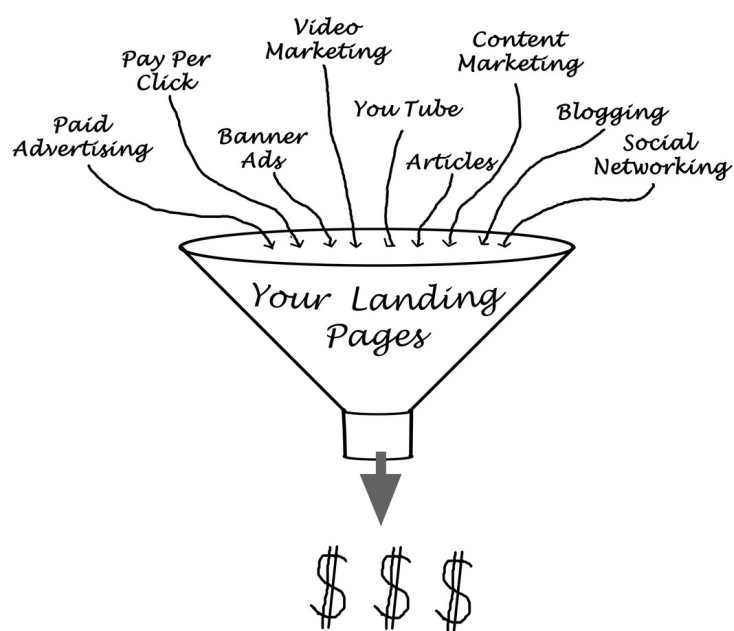 Video
Marketing
Content
Marketing
Pay Per
Click
You Tube
Blogging
Paid
Advertising
Banner
Ads
Articles
Social
Networking
Your Landing
Pages
$ $ $